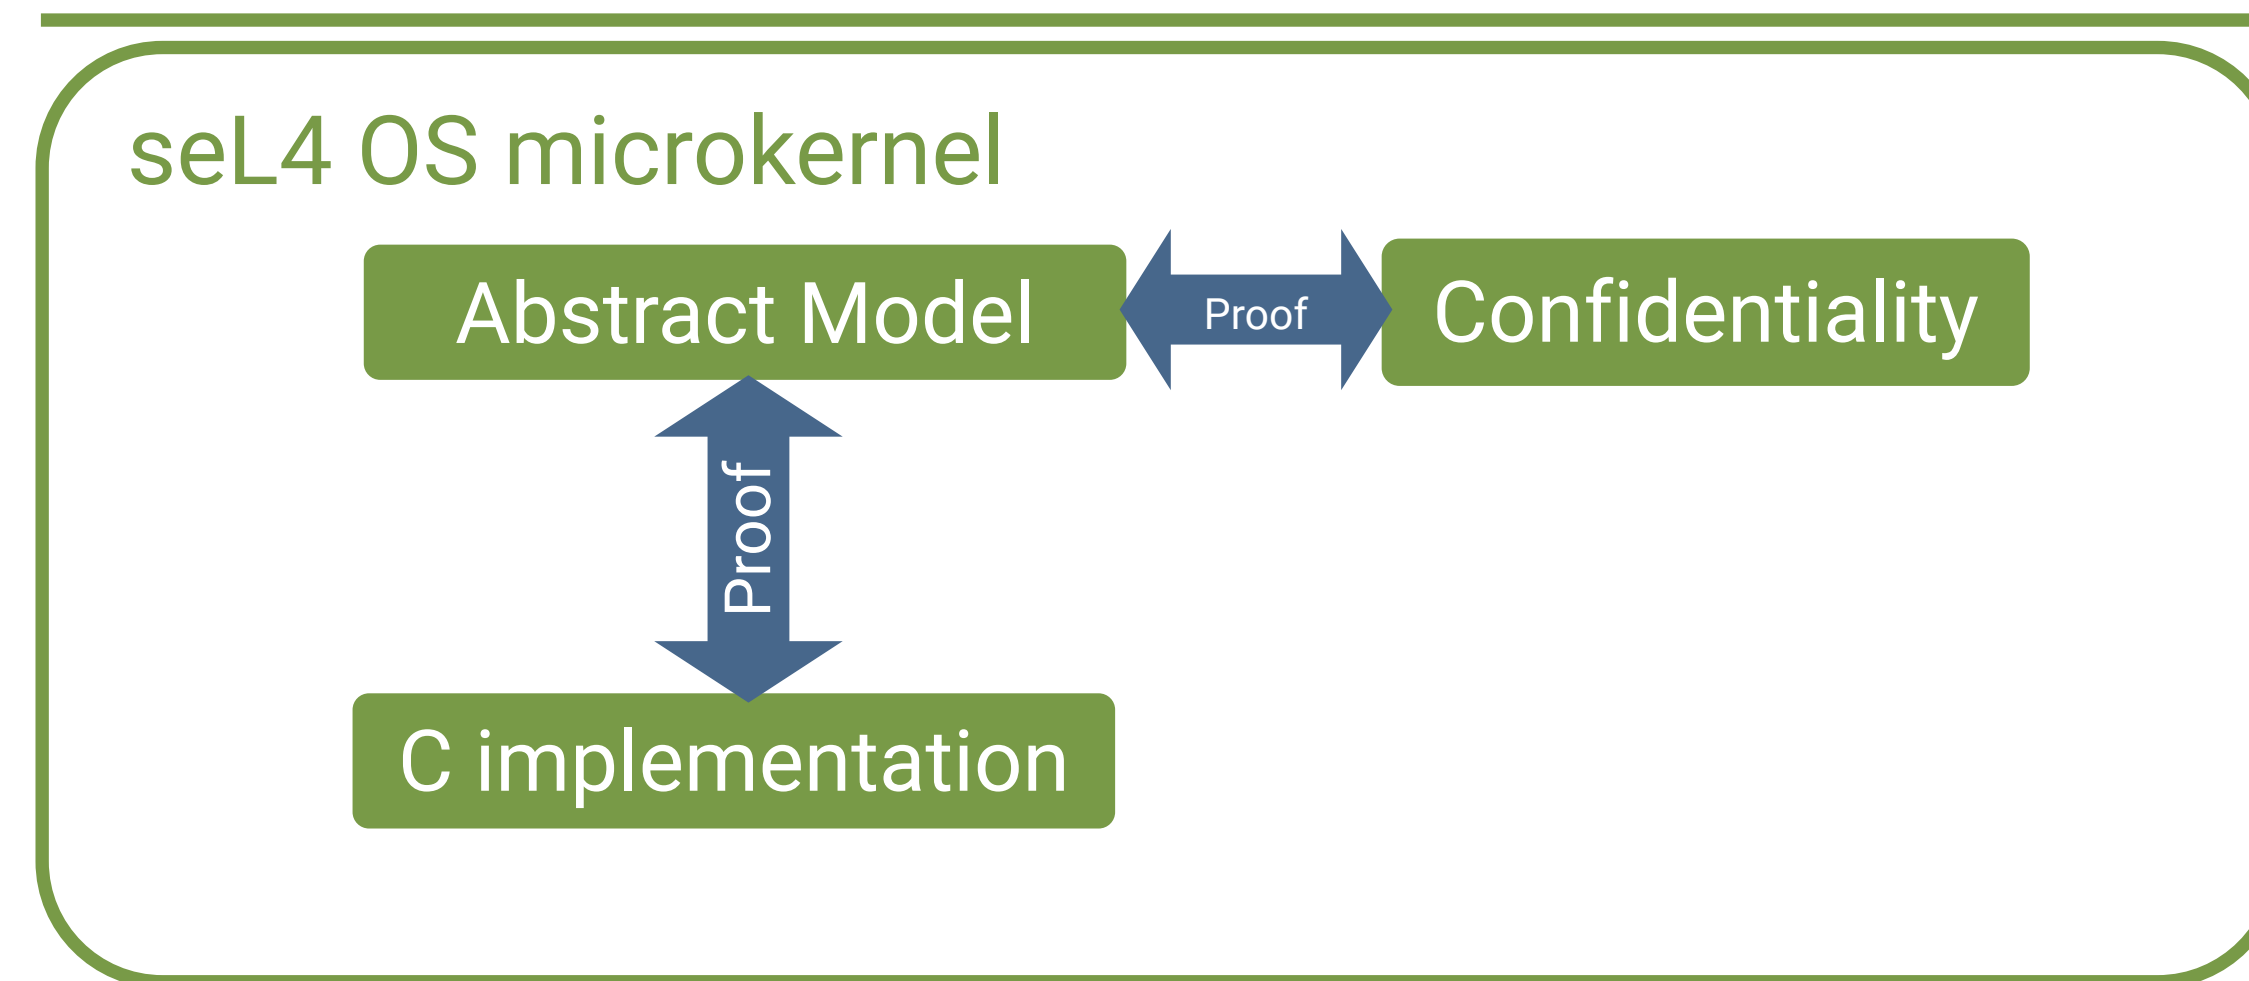 seL4 OS microkernel
Abstract Model
Proof
Confidentiality
Proof
C implementation